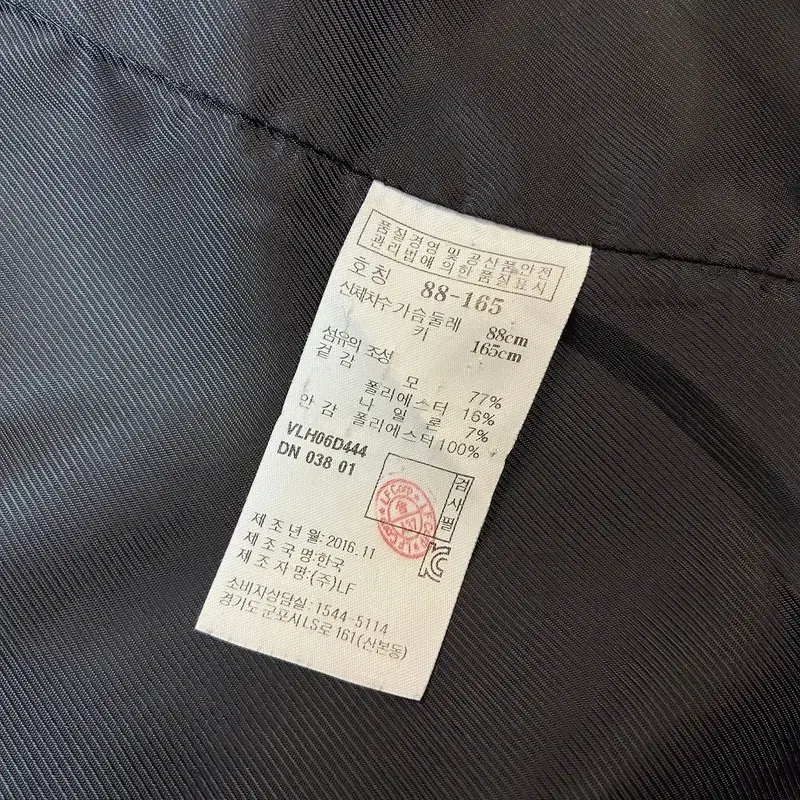 품질경영 및 공산품안전
관리법에 의한 품질표시
호칭 88-165
신체치수 가슴둘레 88cm
키 165cm
섬유의 조성
겉감 모 77%
폴리에스터 16%
나일론 7%
안감 폴리에스터 100%
VLH06D444
DN 038 01
검사필
LF Corp.
제조년월:2016.11
제조국명:한국
제조자명:(주)LF
소비자상담실:1544-5114
경기도 군포시 LS로 161(산본동)